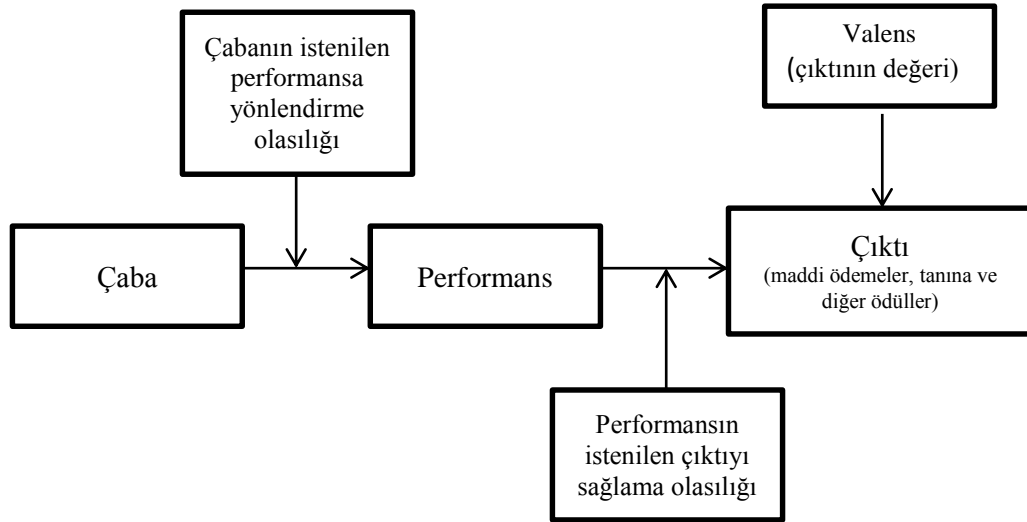 Çabanın istenilen
performansa
yönlendirme
olasılığı
Valens
(çıktının değeri)
Çaba
Performans
Çıktı
(maddi ödemeler, tanına ve
diğer ödüller)
Performansın
istenilen çıktıyı
sağlama olasılığı